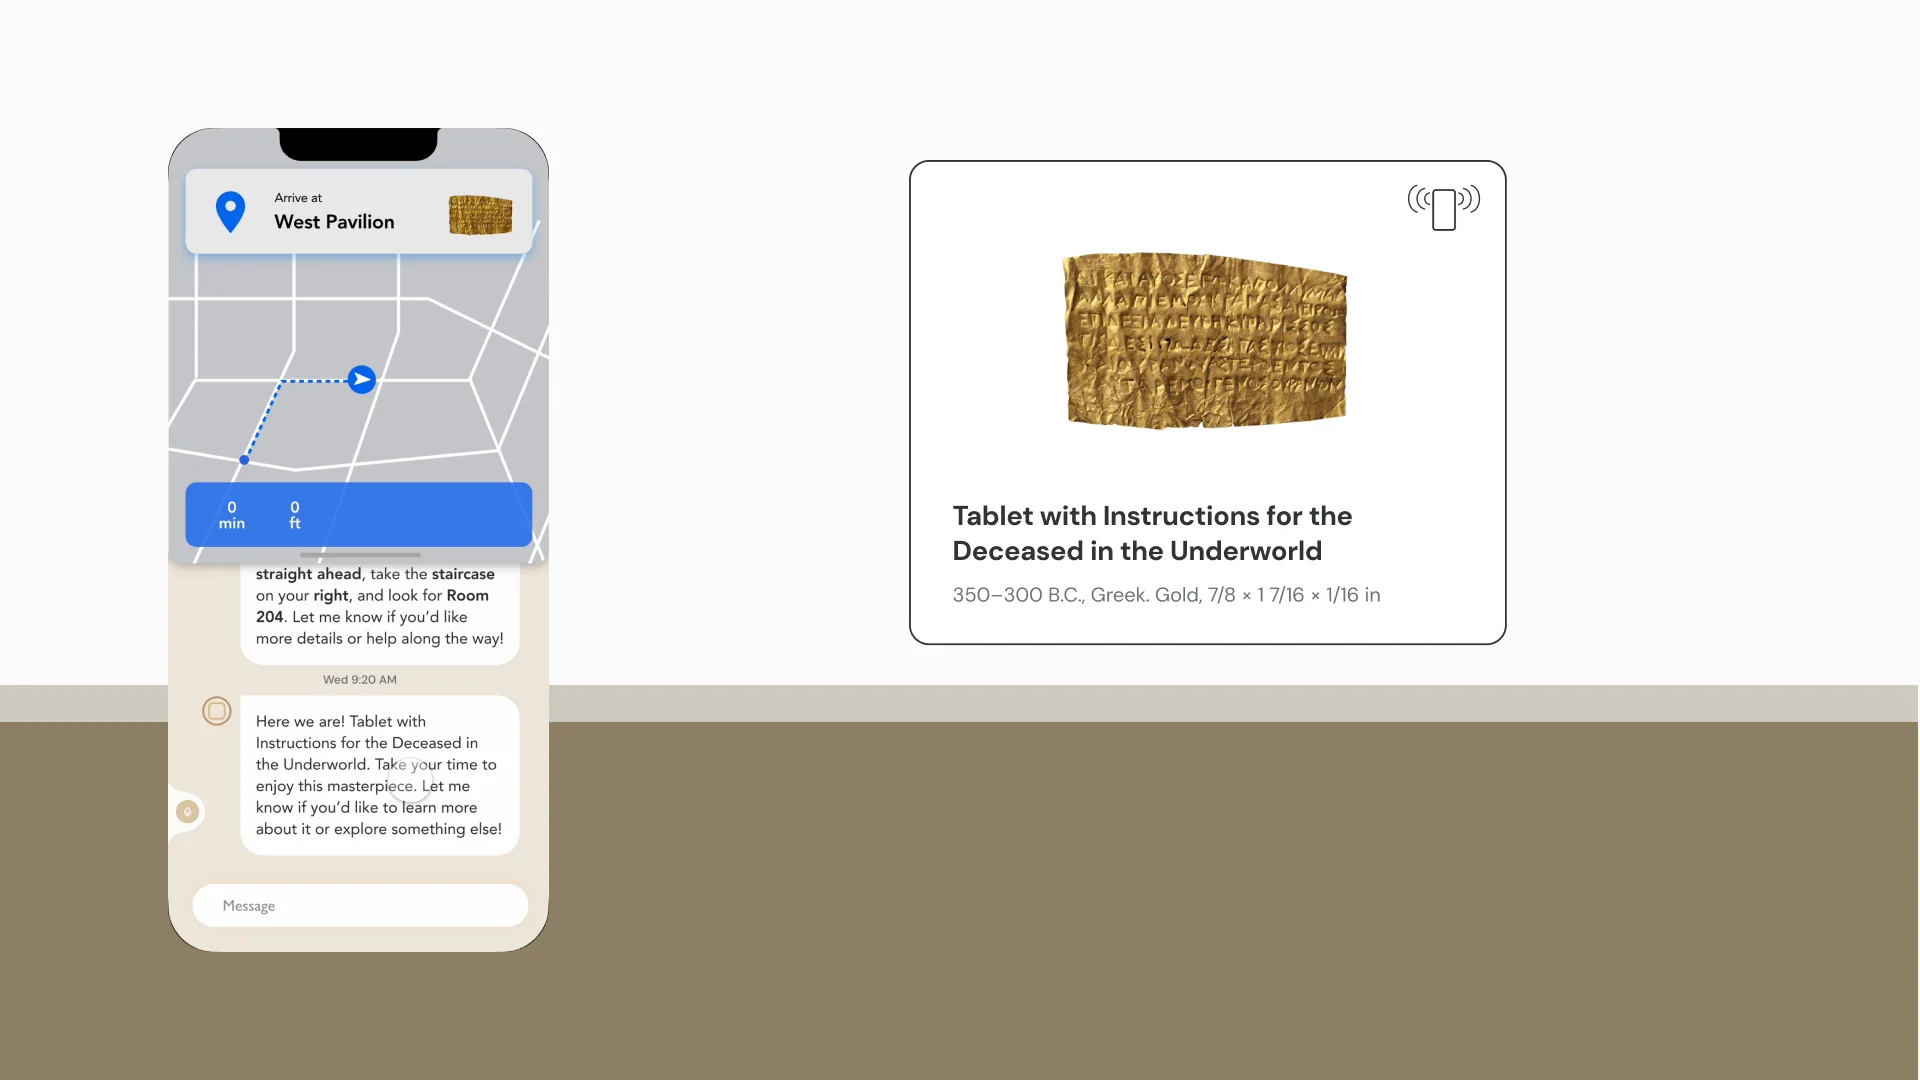 Arrive at
West Pavilion
0
min
0
ft
straight ahead, take the staircase
on your right, and look for Room
204. Let me know if you’d like
more details or help along the way!
Wed 9:20 AM
Here we are! Tablet with
Instructions for the Deceased in
the Underworld. Take your time to
enjoy this masterpiece. Let me
know if you’d like to learn more
about it or explore something else!
Message
Tablet with Instructions for the
Deceased in the Underworld
350–300 B.C., Greek. Gold, 7/8 × 1 7/16 × 1/16 in